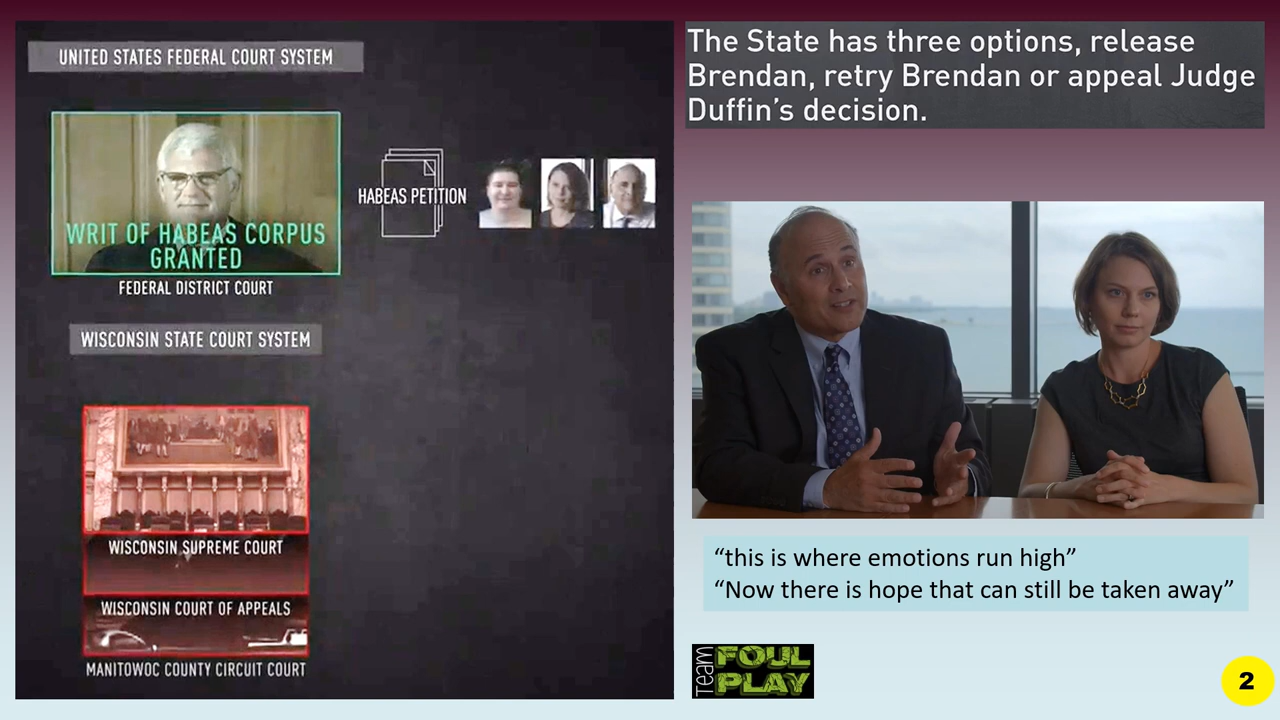 UNITED STATES FEDERAL COURT SYSTEM
WRIT OF HABEAS CORPUS
GRANTED
FEDERAL DISTRICT COURT
HABEAS PETITION
WISCONSIN STATE COURT SYSTEM
WISCONSIN SUPREME COURT
WISCONSIN COURT OF APPEALS
MANITOWOC COUNTY CIRCUIT COURT
The State has three options, release
Brendan, retry Brendan or appeal Judge
Duffin’s decision.
“this is where emotions run high”
“Now there is hope that can still be taken away”
Team
FOUL
PLAY
2